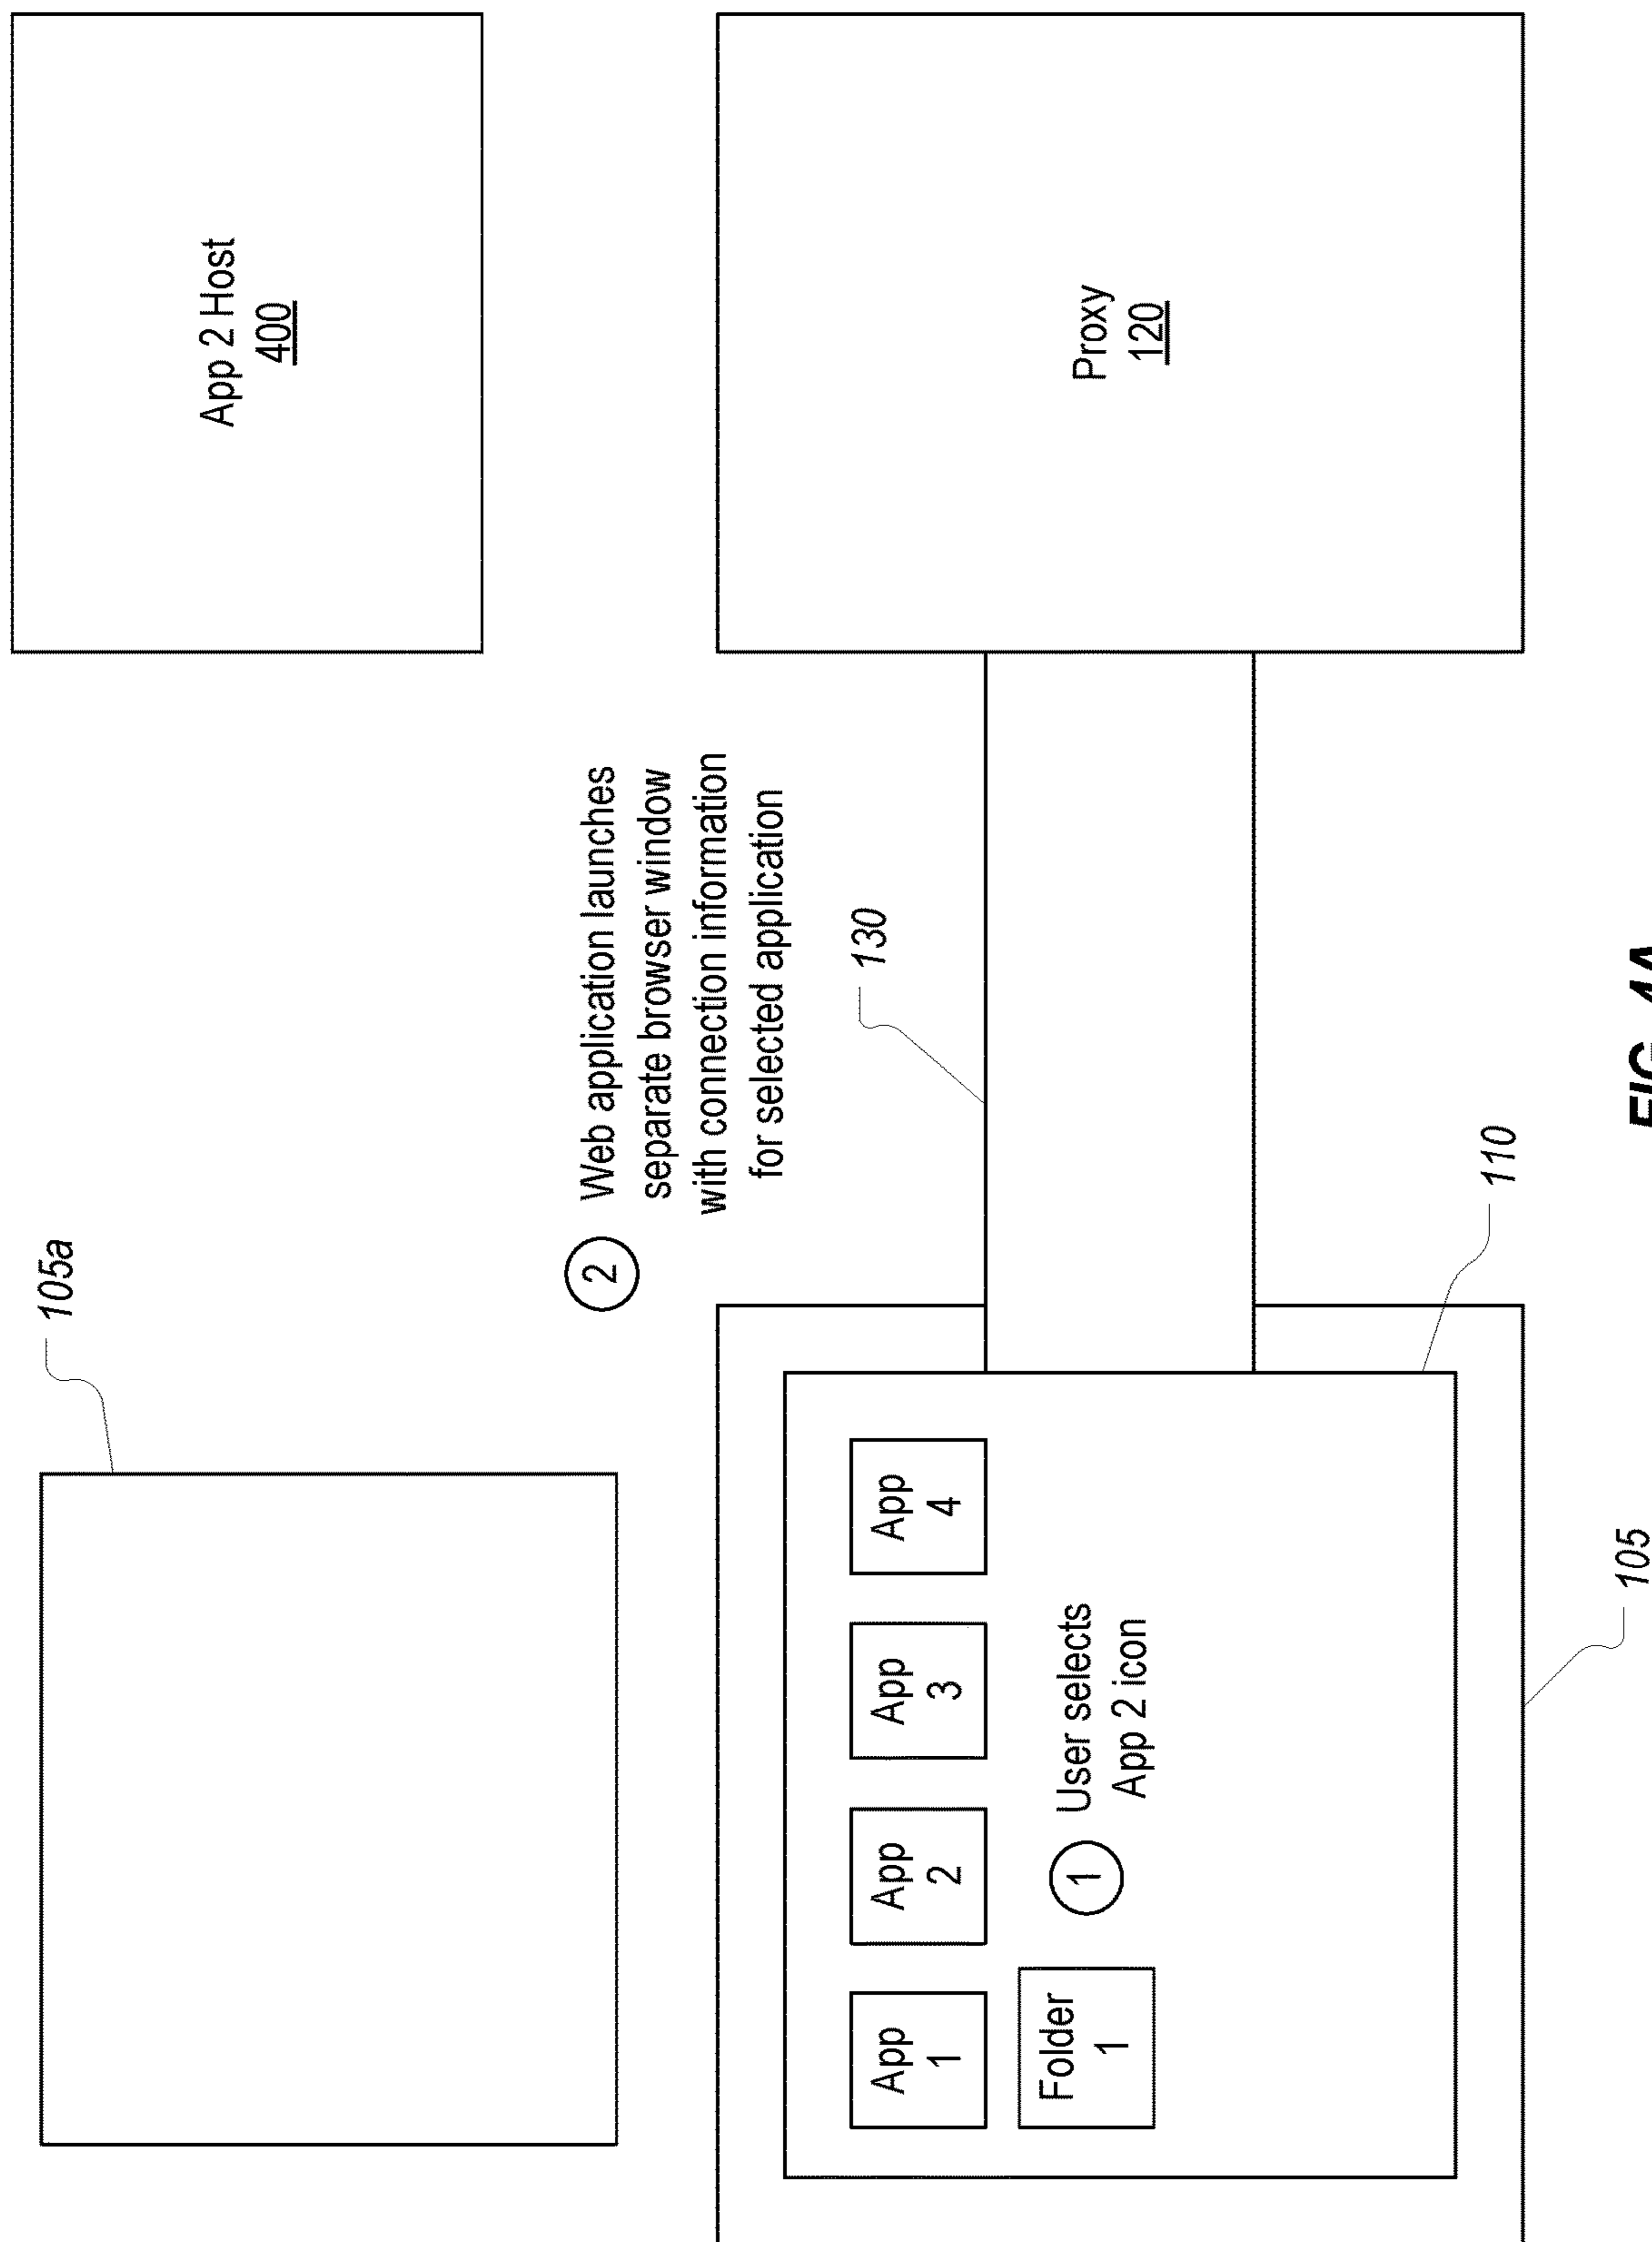 105a
App 2 Host
400
2
Web application launches
separate browser window
with connection information
for selected application
130
App
1
App
2
App
3
App
4
Folder
1
1
User selects
App 2 icon
Proxy
120
110
105
FIG. 4A